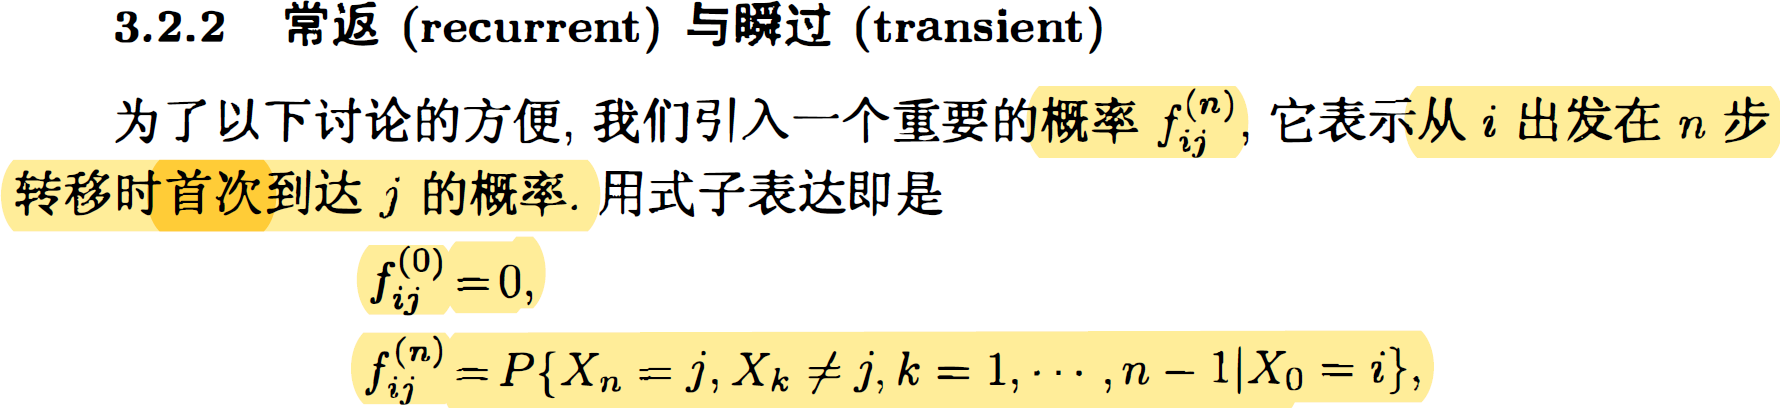 3.2.2 常返 (recurrent) 与瞬过 (transient)
为了以下讨论的方便, 我们引入一个重要的概率 $f_{ij}^{(n)}$, 它表示从 $i$ 出发在 $n$ 步
转移时首次到达 $j$ 的概率. 用式子表达即是
$f_{ij}^{(0)} = 0,$
$f_{ij}^{(n)} = P\{X_n = j, X_k \neq j, k = 1, \cdots, n-1 | X_0 = i\},$